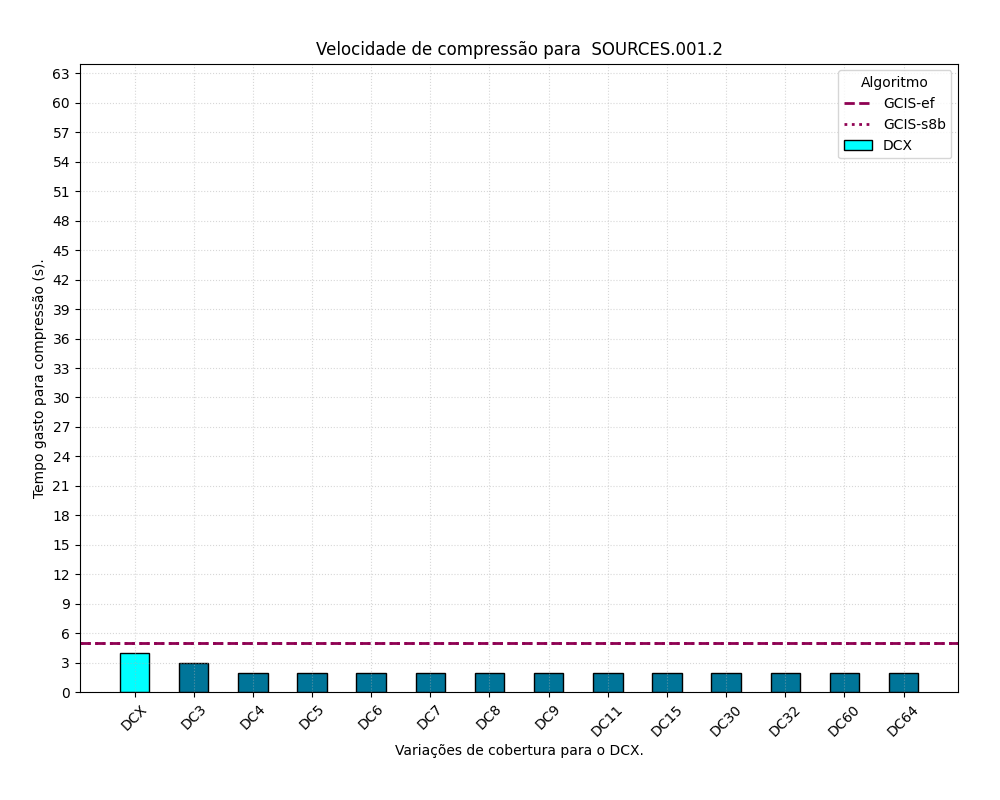 Velocidade de compressão para  SOURCES.001.2
Algoritmo
GCIS-ef
GCIS-s8b
DCX
Tempo gasto para compressão (s).
63
60
57
54
51
48
45
42
39
36
33
30
27
24
21
18
15
12
9
6
3
0
DCX DC3 DC4 DC5 DC6 DC7 DC8 DC9 DC11 DC15 DC30 DC32 DC60 DC64
Variações de cobertura para o DCX.